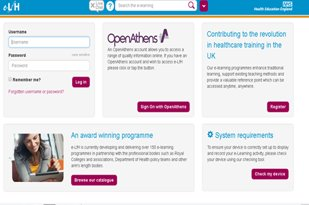 e-LfH
Search the e-learning
NHS
Health Education England
Username
Username
Password
Password
Remember me?
Log in
Forgotten username or password?
OpenAthens
An OpenAthens account allows you to access a
range of quality information online. If you have an
OpenAthens account and wish to access e-LfH
please click to tap the button.
Sign On with OpenAthens
Contributing to the revolution
in healthcare training in the
UK
Our e-learning programmes enhance traditional
learning, support existing teaching methods and
provide a valuable reference point which can be
accessed anytime, anywhere.
Register
An award winning programme
e-LfH is currently developing and delivering over 150 e-learning
programmes in partnership with the professional bodies such as Royal
Colleges and associations, Department of Health policy teams and other
arm's length bodies.
Browse our catalogue
System requirements
To ensure your device is correctly set up to display
and record your e-Learning activity, please check
your device using our checking tool.
Check my device